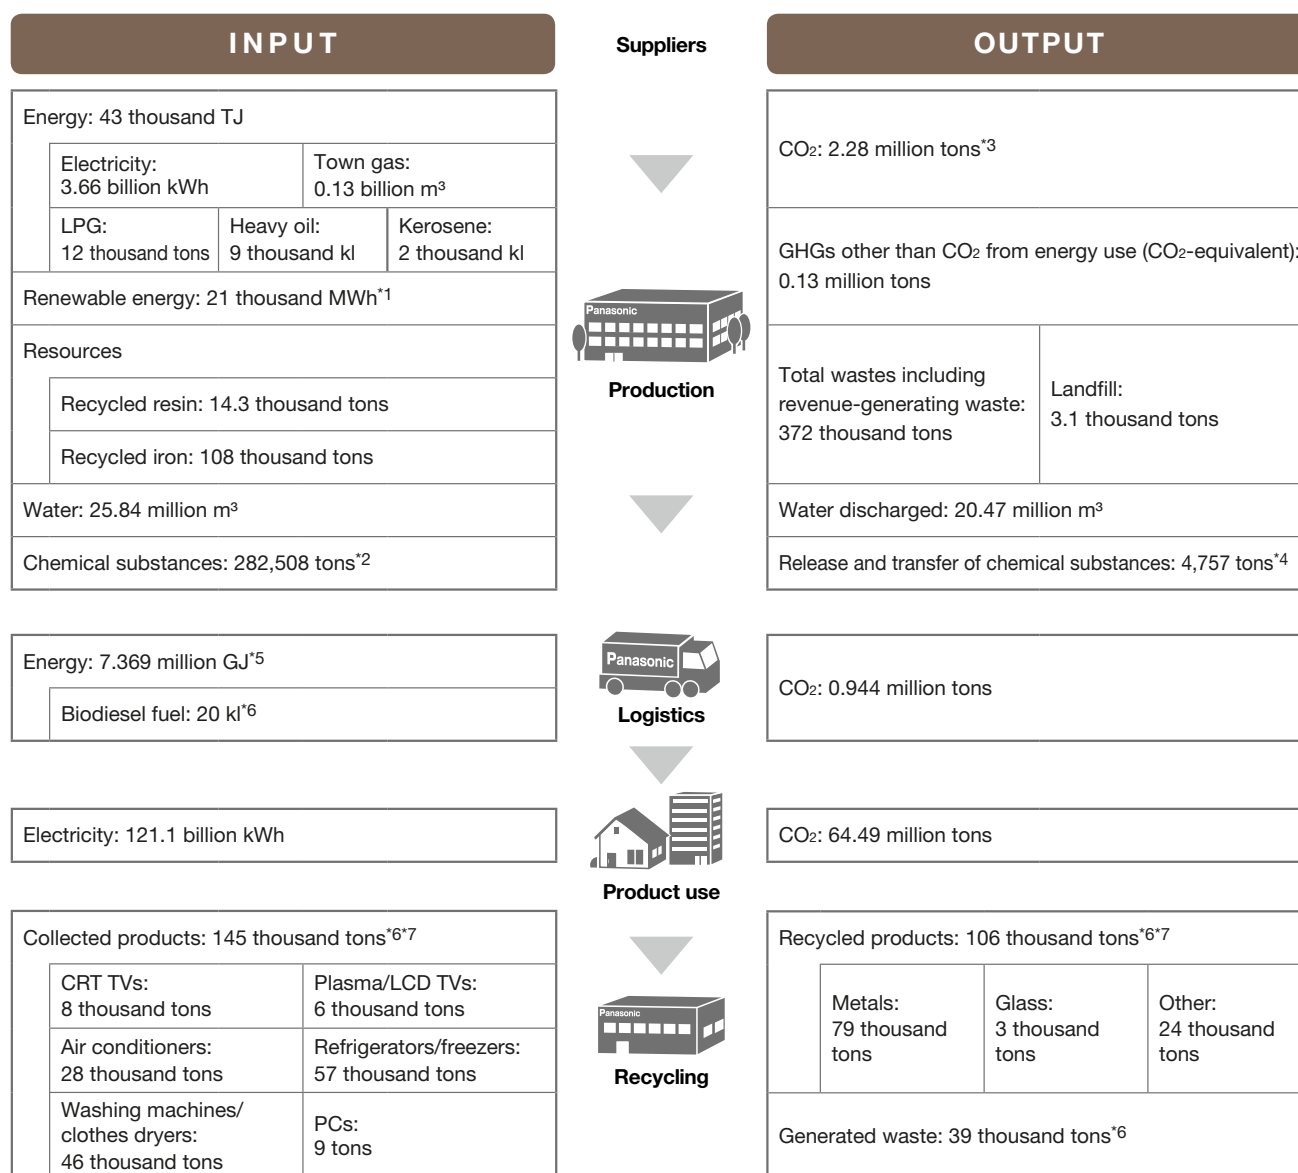 INPUT
Suppliers
OUTPUT
Energy: 43 thousand TJ
Electricity:
3.66 billion kWh
Town gas:
0.13 billion m³
LPG:
12 thousand tons
Heavy oil:
9 thousand kl
Kerosene:
2 thousand kl
Renewable energy: 21 thousand MWh*1
Resources
Recycled resin: 14.3 thousand tons
Recycled iron: 108 thousand tons
Water: 25.84 million m³
Chemical substances: 282,508 tons*2
Panasonic
Production
CO2: 2.28 million tons*3
GHGs other than CO2 from energy use (CO2-equivalent):
0.13 million tons
Total wastes including
revenue-generating waste:
372 thousand tons
Landfill:
3.1 thousand tons
Water discharged: 20.47 million m³
Release and transfer of chemical substances: 4,757 tons*4
Energy: 7.369 million GJ*5
Biodiesel fuel: 20 kl*6
Panasonic
Logistics
CO2: 0.944 million tons
Electricity: 121.1 billion kWh
Product use
CO2: 64.49 million tons
Collected products: 145 thousand tons*6*7
CRT TVs:
8 thousand tons
Plasma/LCD TVs:
6 thousand tons
Air conditioners:
28 thousand tons
Refrigerators/freezers:
57 thousand tons
Washing machines/
clothes dryers:
46 thousand tons
PCs:
9 tons
Panasonic
Recycling
Recycled products: 106 thousand tons*6*7
Metals:
79 thousand
tons
Glass:
3 thousand
tons
Other:
24 thousand
tons
Generated waste: 39 thousand tons*6